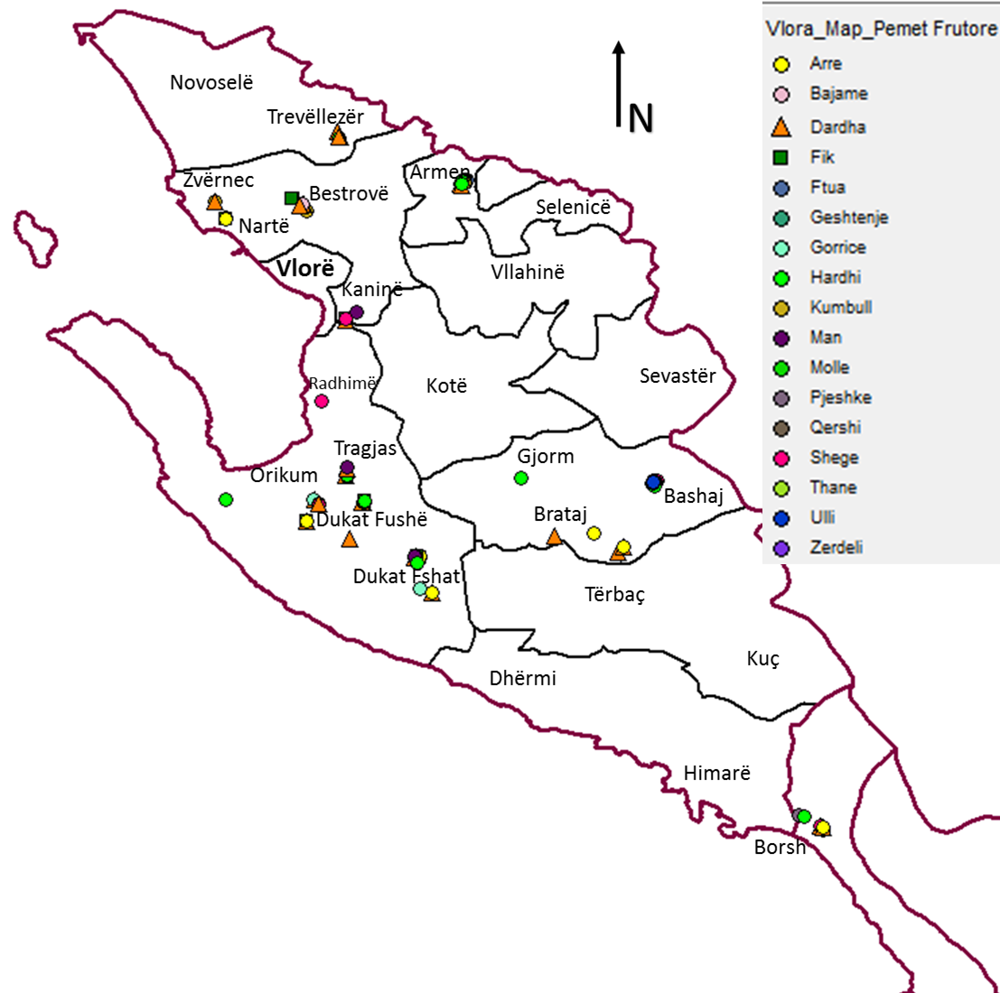 Vlora_Map_Pemet Frutore
Arre
Bajame
Dardha
Fik
Ftua
Geshtenje
Gorrice
Hardhi
Kumbull
Man
Molle
Pjeshke
Qershi
Shege
Thane
Ulli
Zerdeli
N
Novoselë
Trevëllezër
Armen
Zvërnec
Bestrovë
Selenicë
Nartë
Vlorë
Vllahinë
Kaninë
Radhimë
Kotë
Sevastër
Tragjas
Gjorm
Orikum
Bashaj
Dukat Fushë
Brataj
Dukat Fshat
Tërbaç
Kuç
Dhërmi
Himarë
Borsh